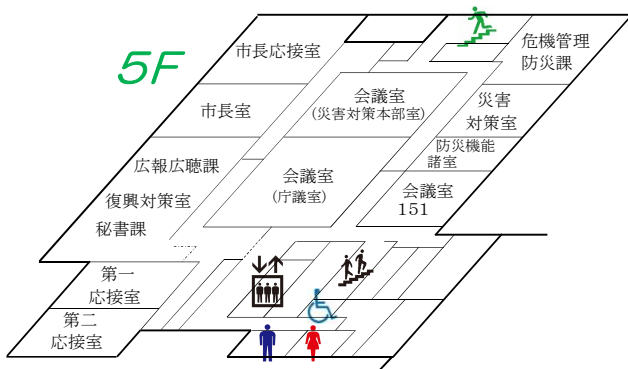 5F
市長応接室
危機管理
防災課
会議室
(災害対策本部室)
市長室
災害
対策室
防災機能
諸室
広報広聴課
会議室
(庁議室)
会議室
151
復興対策室
秘書課
第一
応接室
第二
応接室